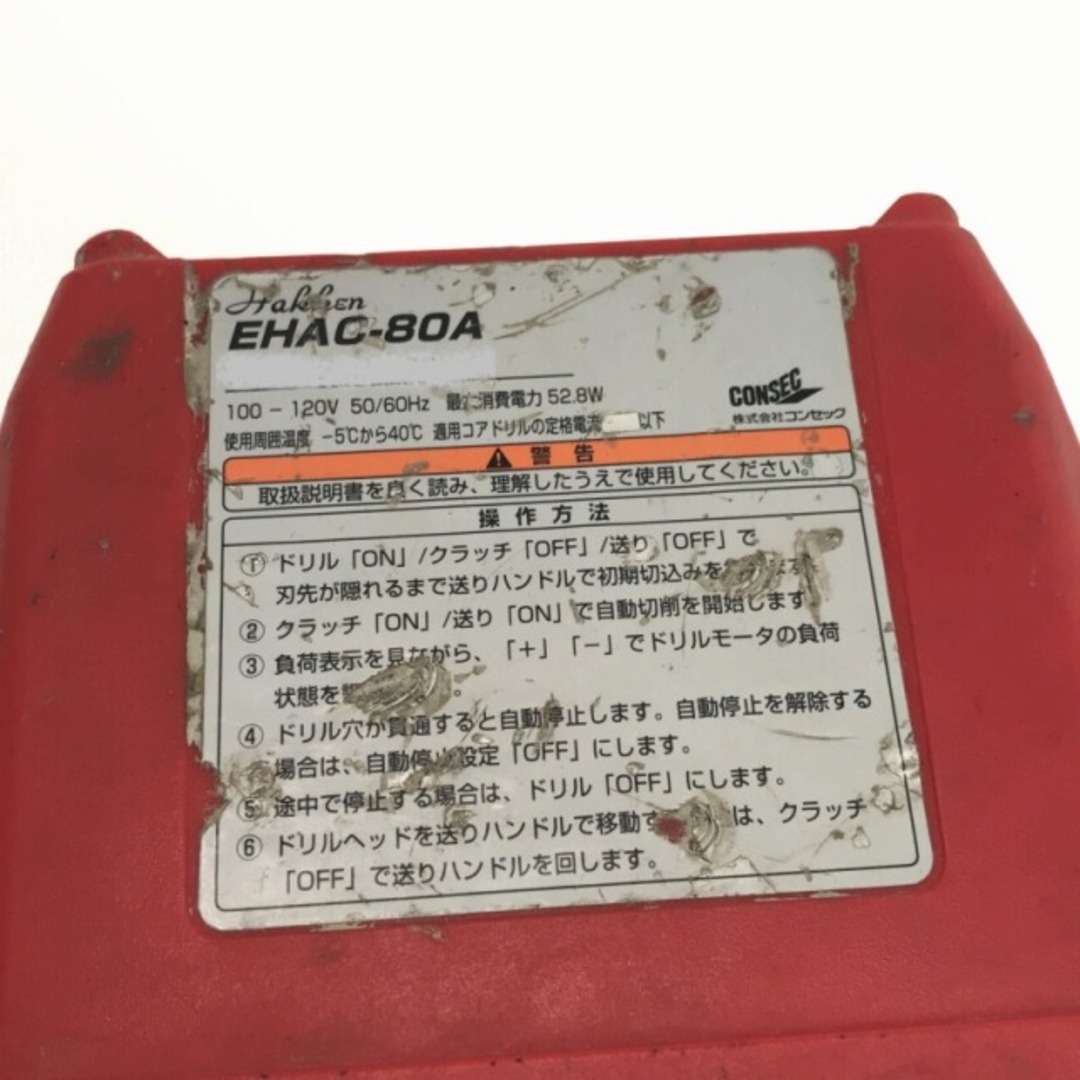 Hakken
EHAC-80A
100 - 120V 50/60Hz 最大消費電力 52.8W
使用周囲温度 -5℃から40℃ 適用コアドリルの定格電流 以下
CONSEC
株式会社コンセック
警告
取扱説明書を良く読み、理解したうえで使用してください。
操作方法
① ドリル「ON」/クラッチ「OFF」/送り「OFF」で
刃先が隠れるまで送りハンドルで初期切込みを
② クラッチ「ON」/送り「ON」で自動切削を開始します
③ 負荷表示を見ながら、「+」「-」でドリルモータの負荷
状態を
④ ドリル穴が貫通すると自動停止します。自動停止を解除する
場合は、自動停止設定「OFF」にします。
⑤ 途中で停止する場合は、ドリル「OFF」にします。
⑥ ドリルヘッドを送りハンドルで移動す は、クラッチ
「OFF」で送りハンドルを回します。